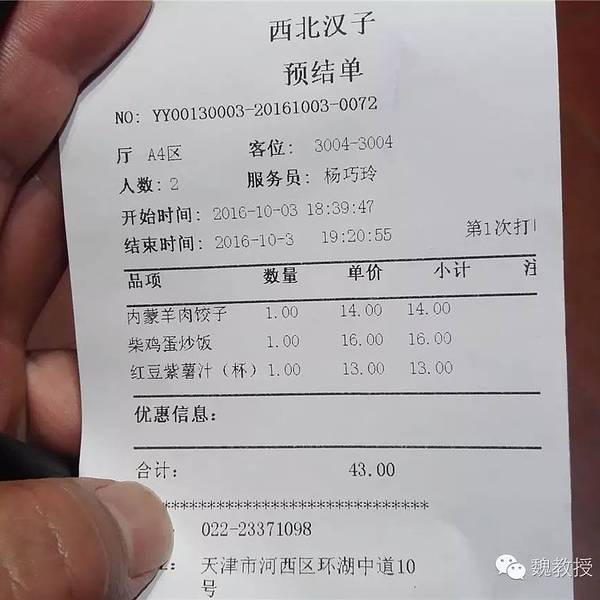 西北汉子
预结单
NO: YY00130003-20161003-0072
厅 A4区 客位: 3004-3004
人数: 2 服务员: 杨巧玲
开始时间: 2016-10-03 18:39:47
结束时间: 2016-10-3 19:20:55 第1次打
品项 数量 单价 小计 注
内蒙羊肉饺子 1.00 14.00 14.00
柴鸡蛋炒饭 1.00 16.00 16.00
红豆紫薯汁（杯） 1.00 13.00 13.00
优惠信息:
合计: 43.00
******************************
022-23371098
: 天津市河西区环湖中道10
号
魏教授